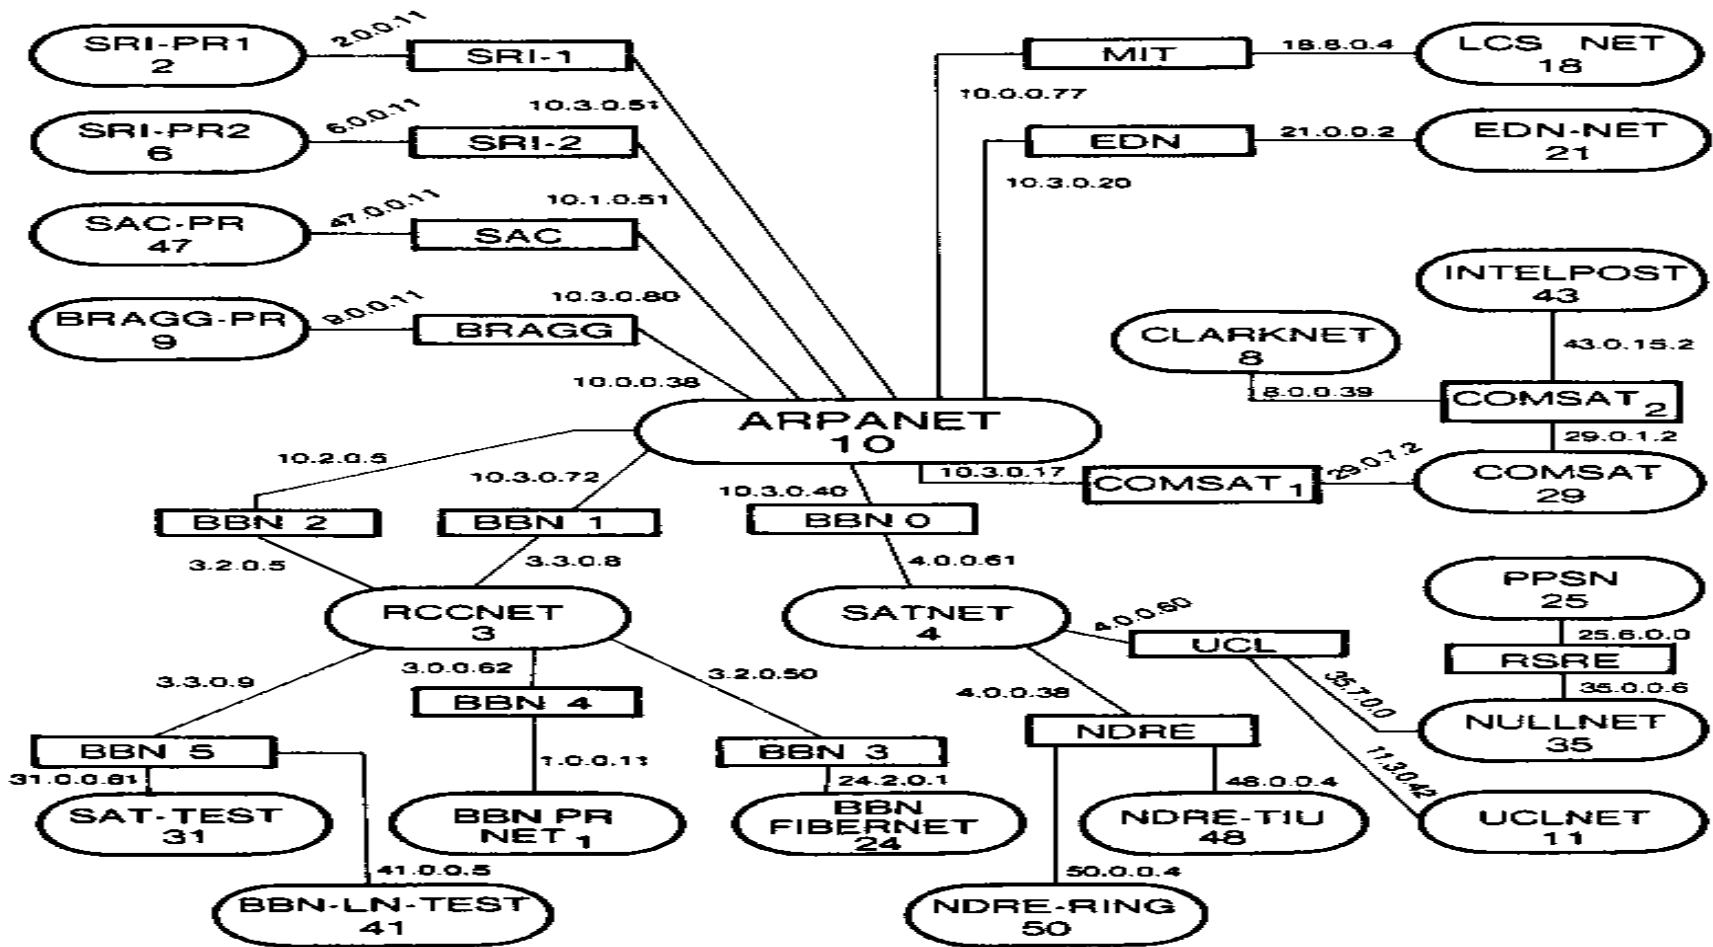 SRI-PR1
2
2.0.0.11
SRI-1
10.3.0.51
MIT
18.8.0.4
LCS NET
18
10.0.0.77
SRI-PR2
6
6.0.0.11
SRI-2
10.1.0.51
EDN
21.0.0.2
EDN-NET
21
10.3.0.20
SAC-PR
47
47.0.0.11
SAC
10.3.0.80
BRAGG-PR
9
9.0.0.11
BRAGG
10.0.0.38
INTELPOST
43
43.0.15.2
CLARKNET
8
8.0.0.39
COMSAT 2
29.0.1.2
ARPANET
10
10.2.0.5
10.3.0.72
10.3.0.40
10.3.0.17
COMSAT 1
29.0.7.2
COMSAT
29
BBN 2
BBN 1
BBN 0
3.2.0.5
3.3.0.8
4.0.0.61
RCCNET
3
SATNET
4
4.0.0.60
UCL
PPSN
25
25.6.0.0
RSRE
35.0.0.6
3.3.0.9
3.0.0.62
3.2.0.50
4.0.0.38
35.7.0.0
NULLNET
35
BBN 5
BBN 4
BBN 3
NDRE
11.3.0.42
31.0.0.61
1.0.0.11
24.2.0.1
48.0.0.4
SAT-TEST
31
BBN PR
NET 1
BBN
FIBERNET
24
NDRE-TIU
48
UCLNET
11
41.0.0.5
50.0.0.4
BBN-LN-TEST
41
NDRE-RING
50